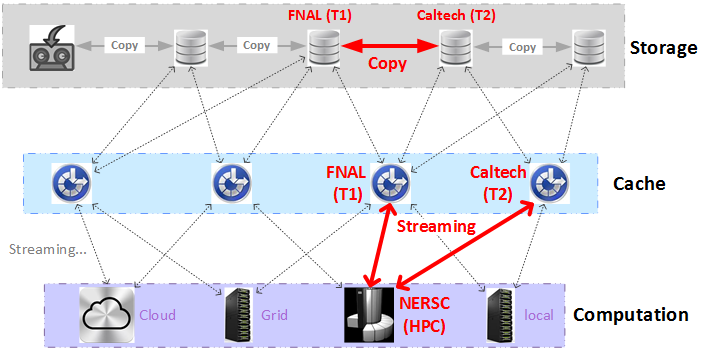 FNAL (T1)
Caltech (T2)
Copy
Copy
Copy
Copy
Storage
FNAL
(T1)
Caltech
(T2)
Cache
Streaming
Streaming...
Cloud
Grid
NERSC
(HPC)
local
Computation